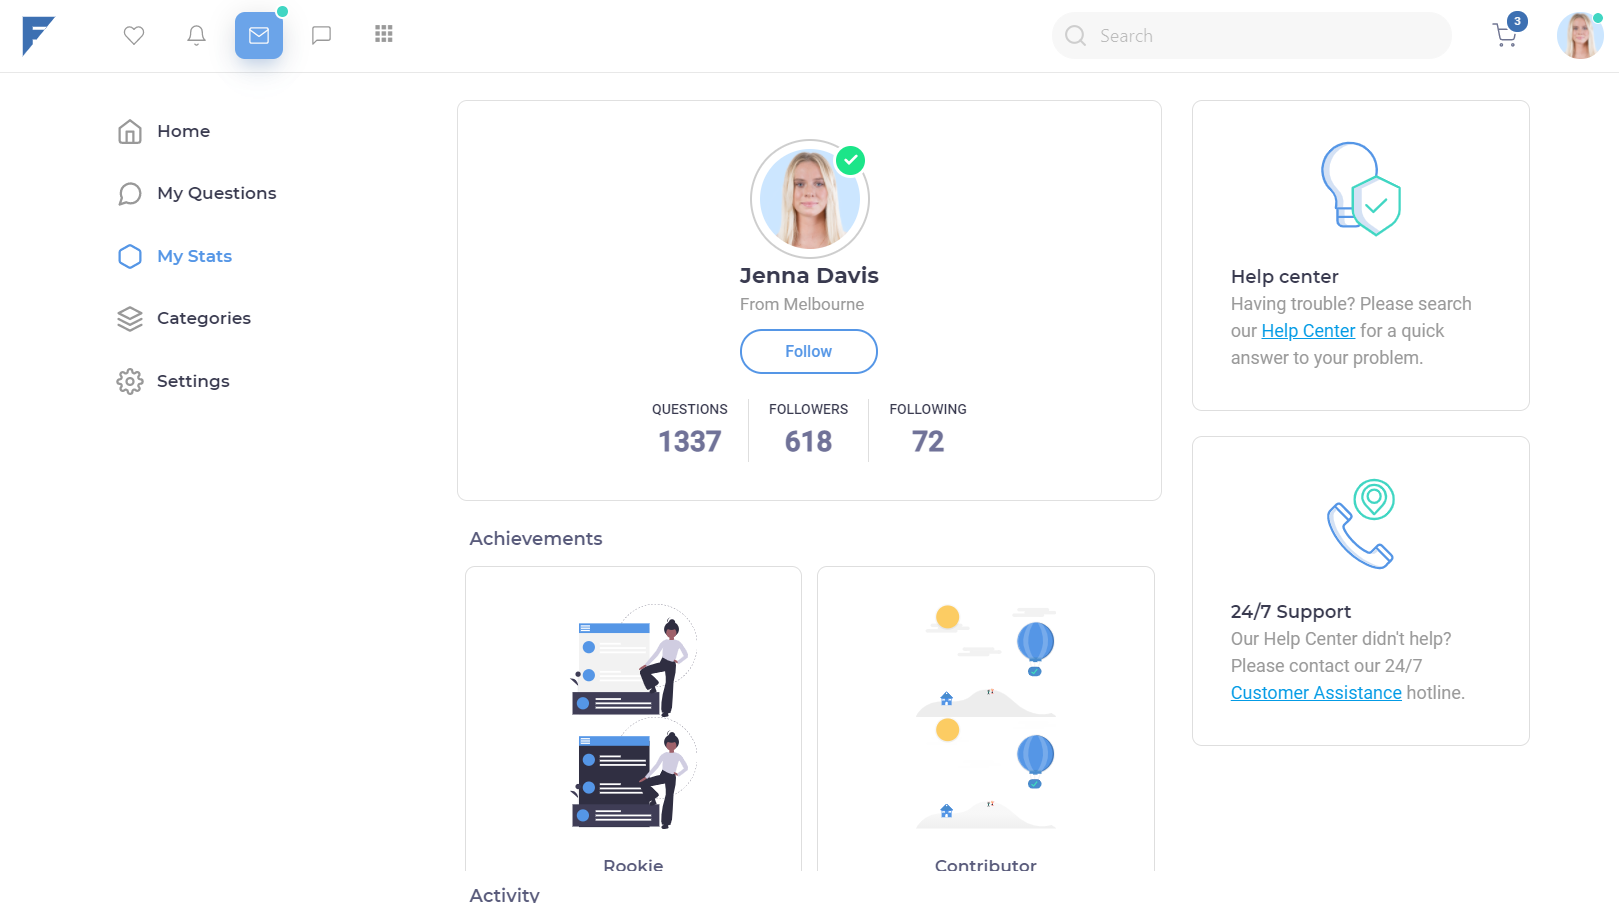 Search
3
Home
My Questions
My Stats
Categories
Settings
Jenna Davis
From Melbourne
Follow
QUESTIONS
1337
FOLLOWERS
618
FOLLOWING
72
Achievements
Rookie
Contributor
Activity
Help center
Having trouble? Please search
our Help Center for a quick
answer to your problem.
24/7 Support
Our Help Center didn't help?
Please contact our 24/7
Customer Assistance hotline.